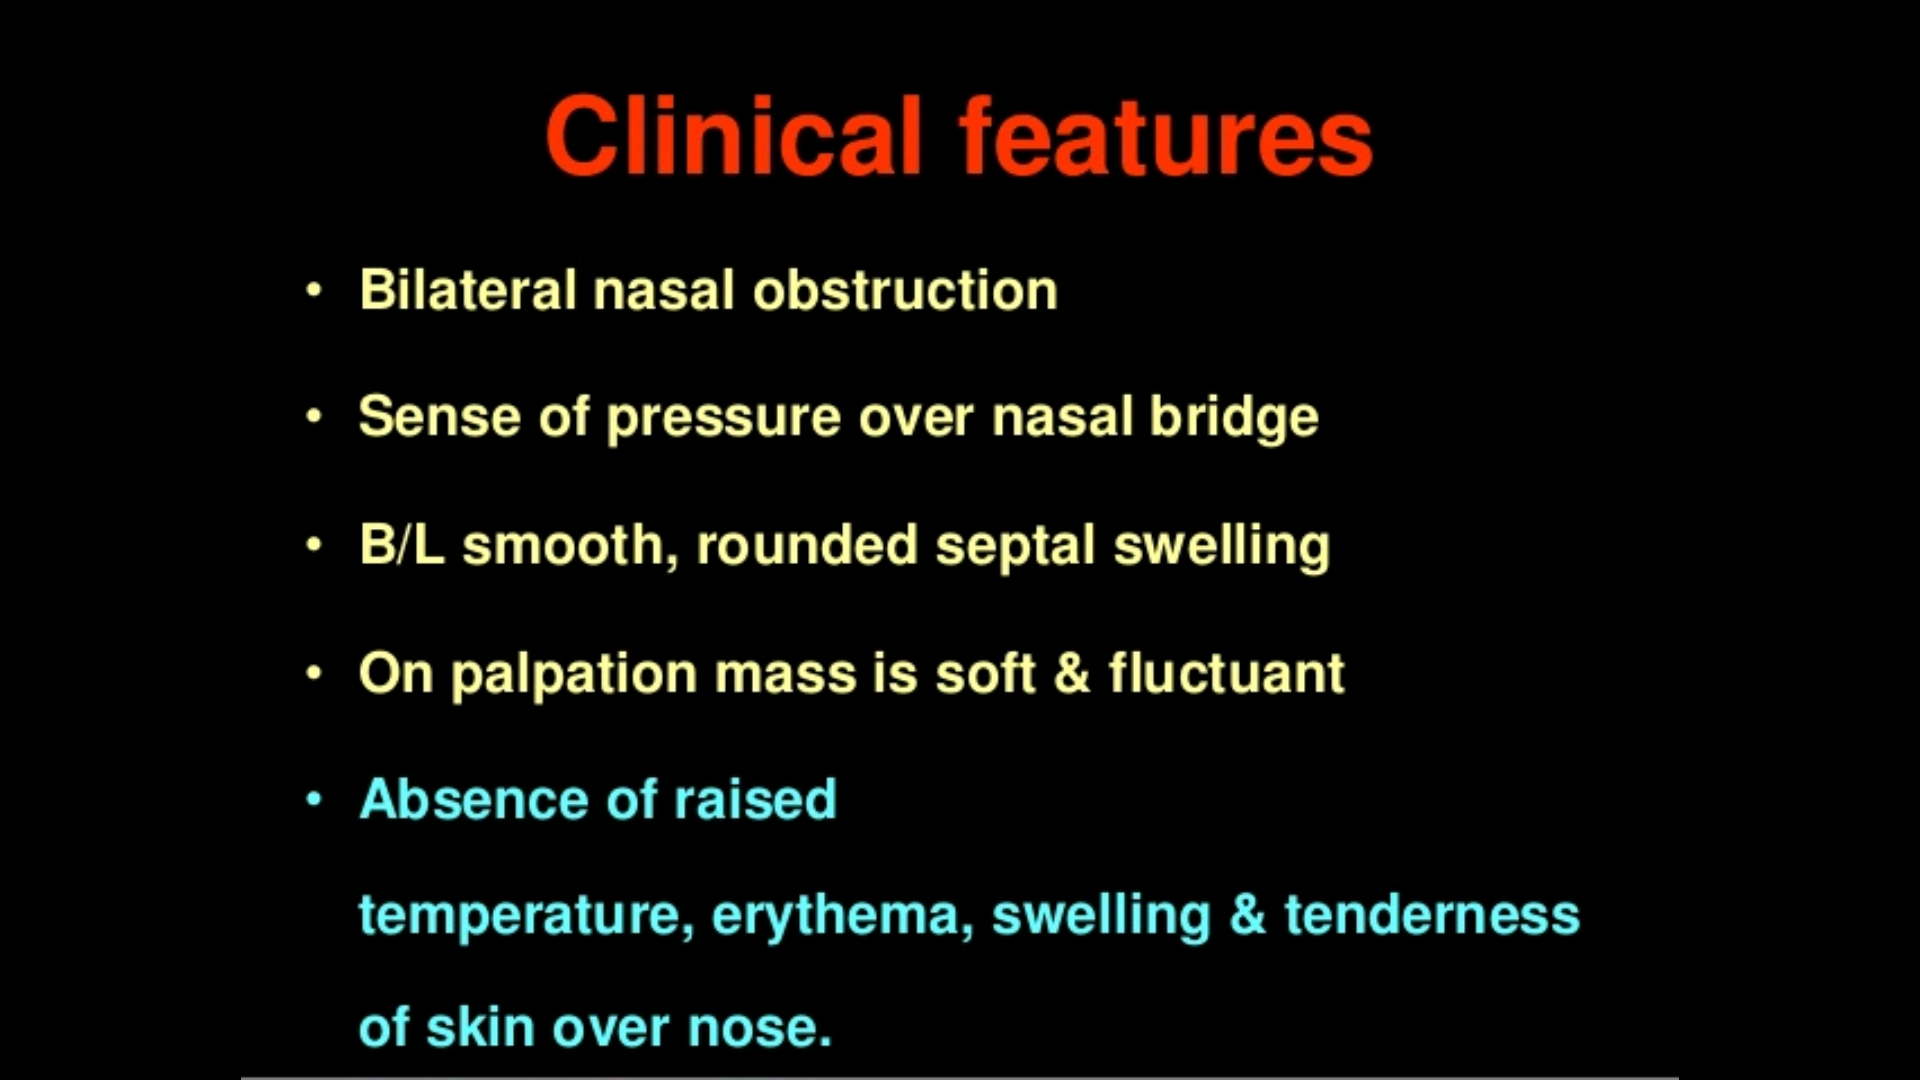 Clinical features
• Bilateral nasal obstruction
• Sense of pressure over nasal bridge
• B/L smooth, rounded septal swelling
• On palpation mass is soft & fluctuant
• Absence of raised
temperature, erythema, swelling & tenderness
of skin over nose.